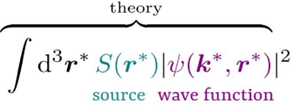 theory
∫ d³r* S(r*)|ψ(k*, r*)|²
source wave function